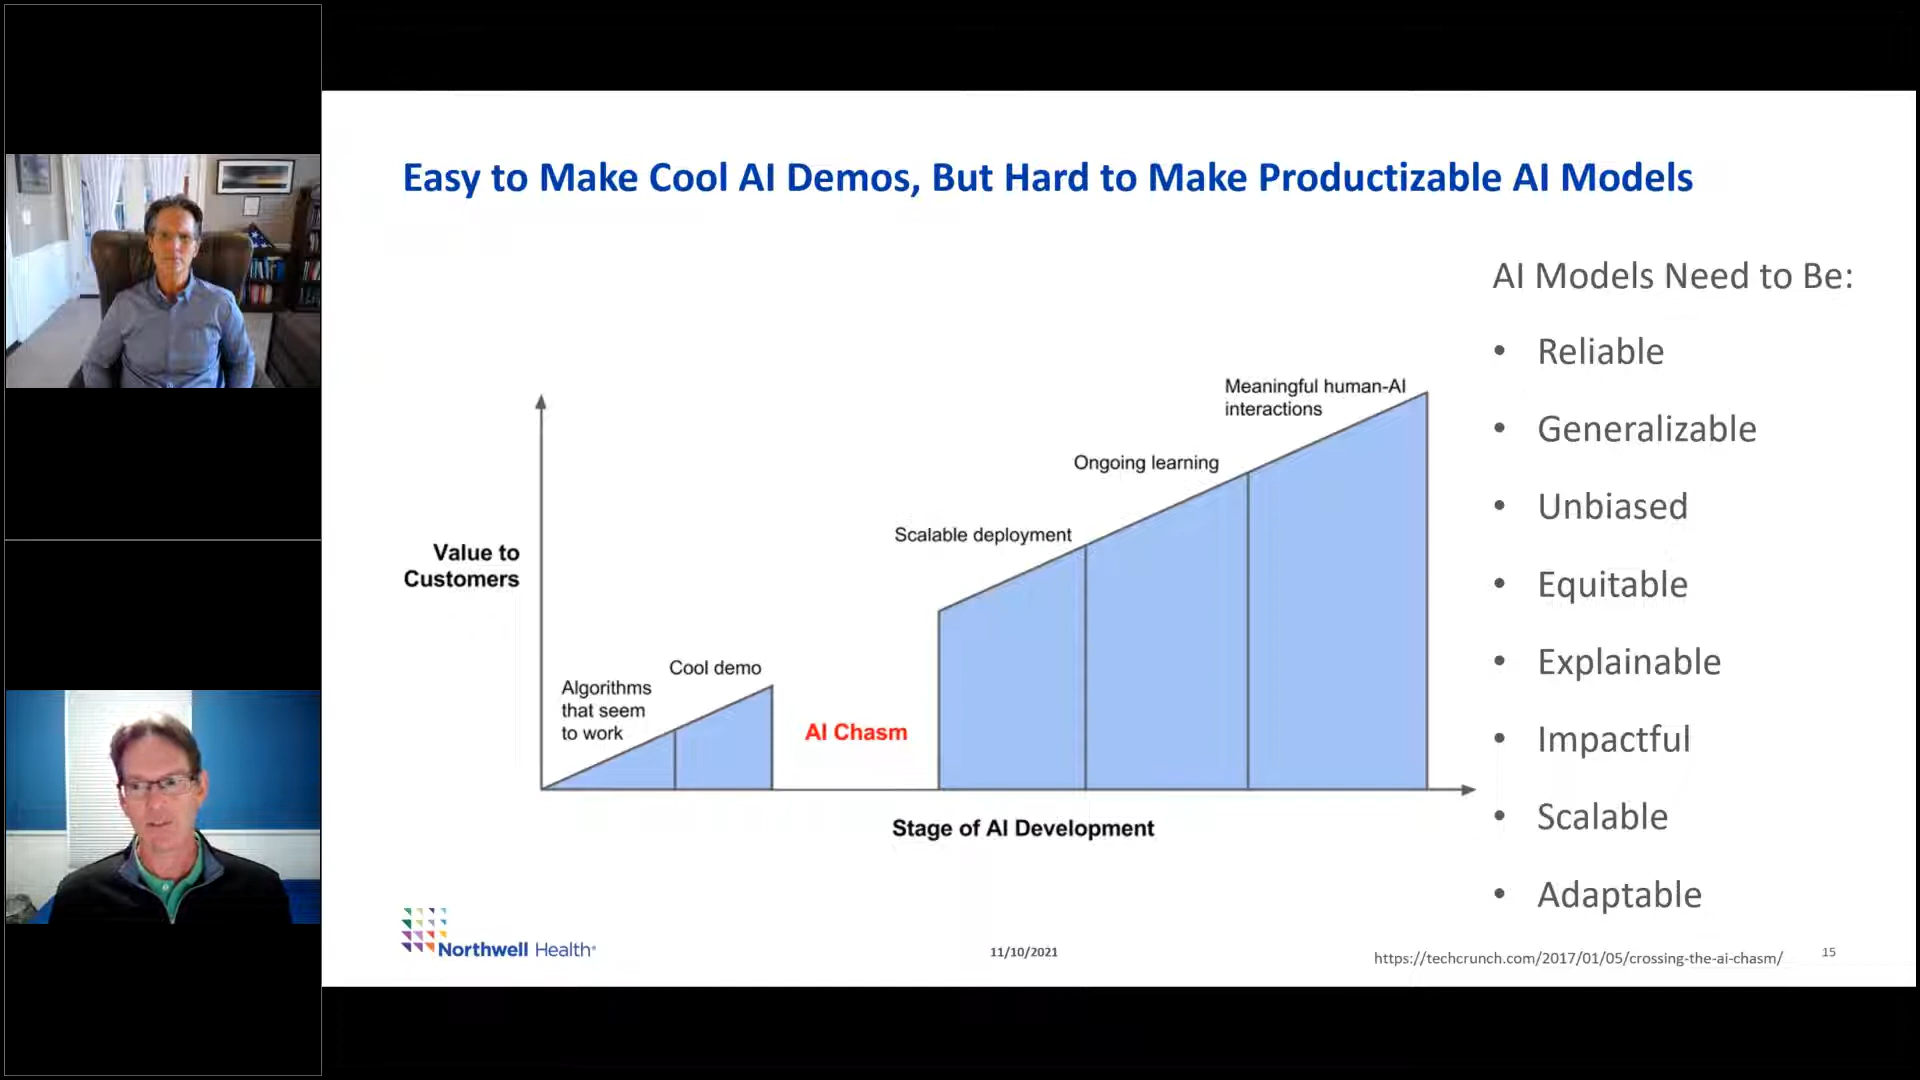 Easy to Make Cool AI Demos, But Hard to Make Productizable AI Models
AI Models Need to Be:
• Reliable
• Generalizable
• Unbiased
• Equitable
• Explainable
• Impactful
• Scalable
• Adaptable
Meaningful human-AI
interactions
Ongoing learning
Scalable deployment
Value to
Customers
Cool demo
Algorithms
that seem
to work
AI Chasm
Stage of AI Development
Northwell Health®
11/10/2021
https://techcrunch.com/2017/01/05/crossing-the-ai-chasm/
15